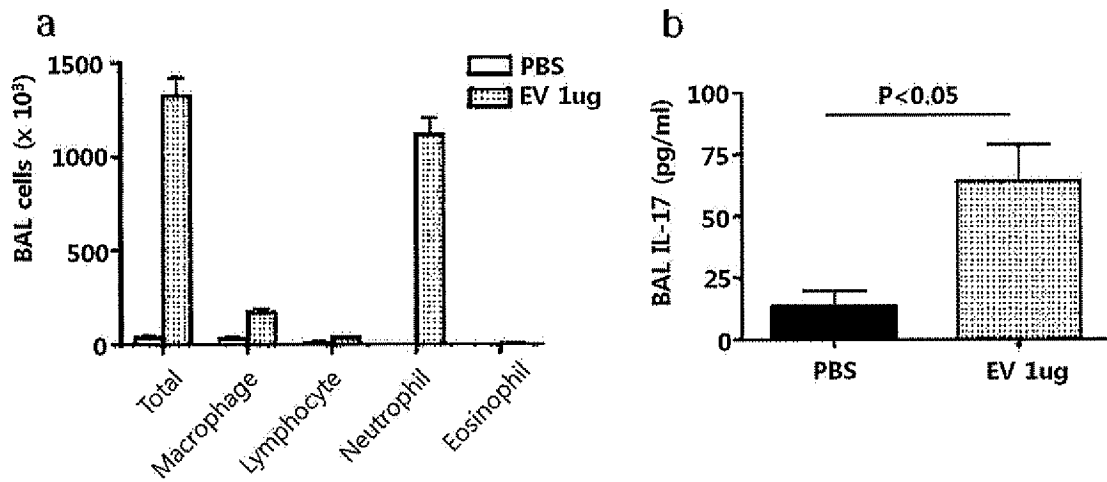 a
BAL cells (x 10³)
1500
1000
500
0
PBS
EV 1ug
Total
Macrophage
Lymphocyte
Neutrophil
Eosinophil
b
P<0.05
BAL IL-17 (pg/ml)
100
75
50
25
0
PBS
EV 1ug